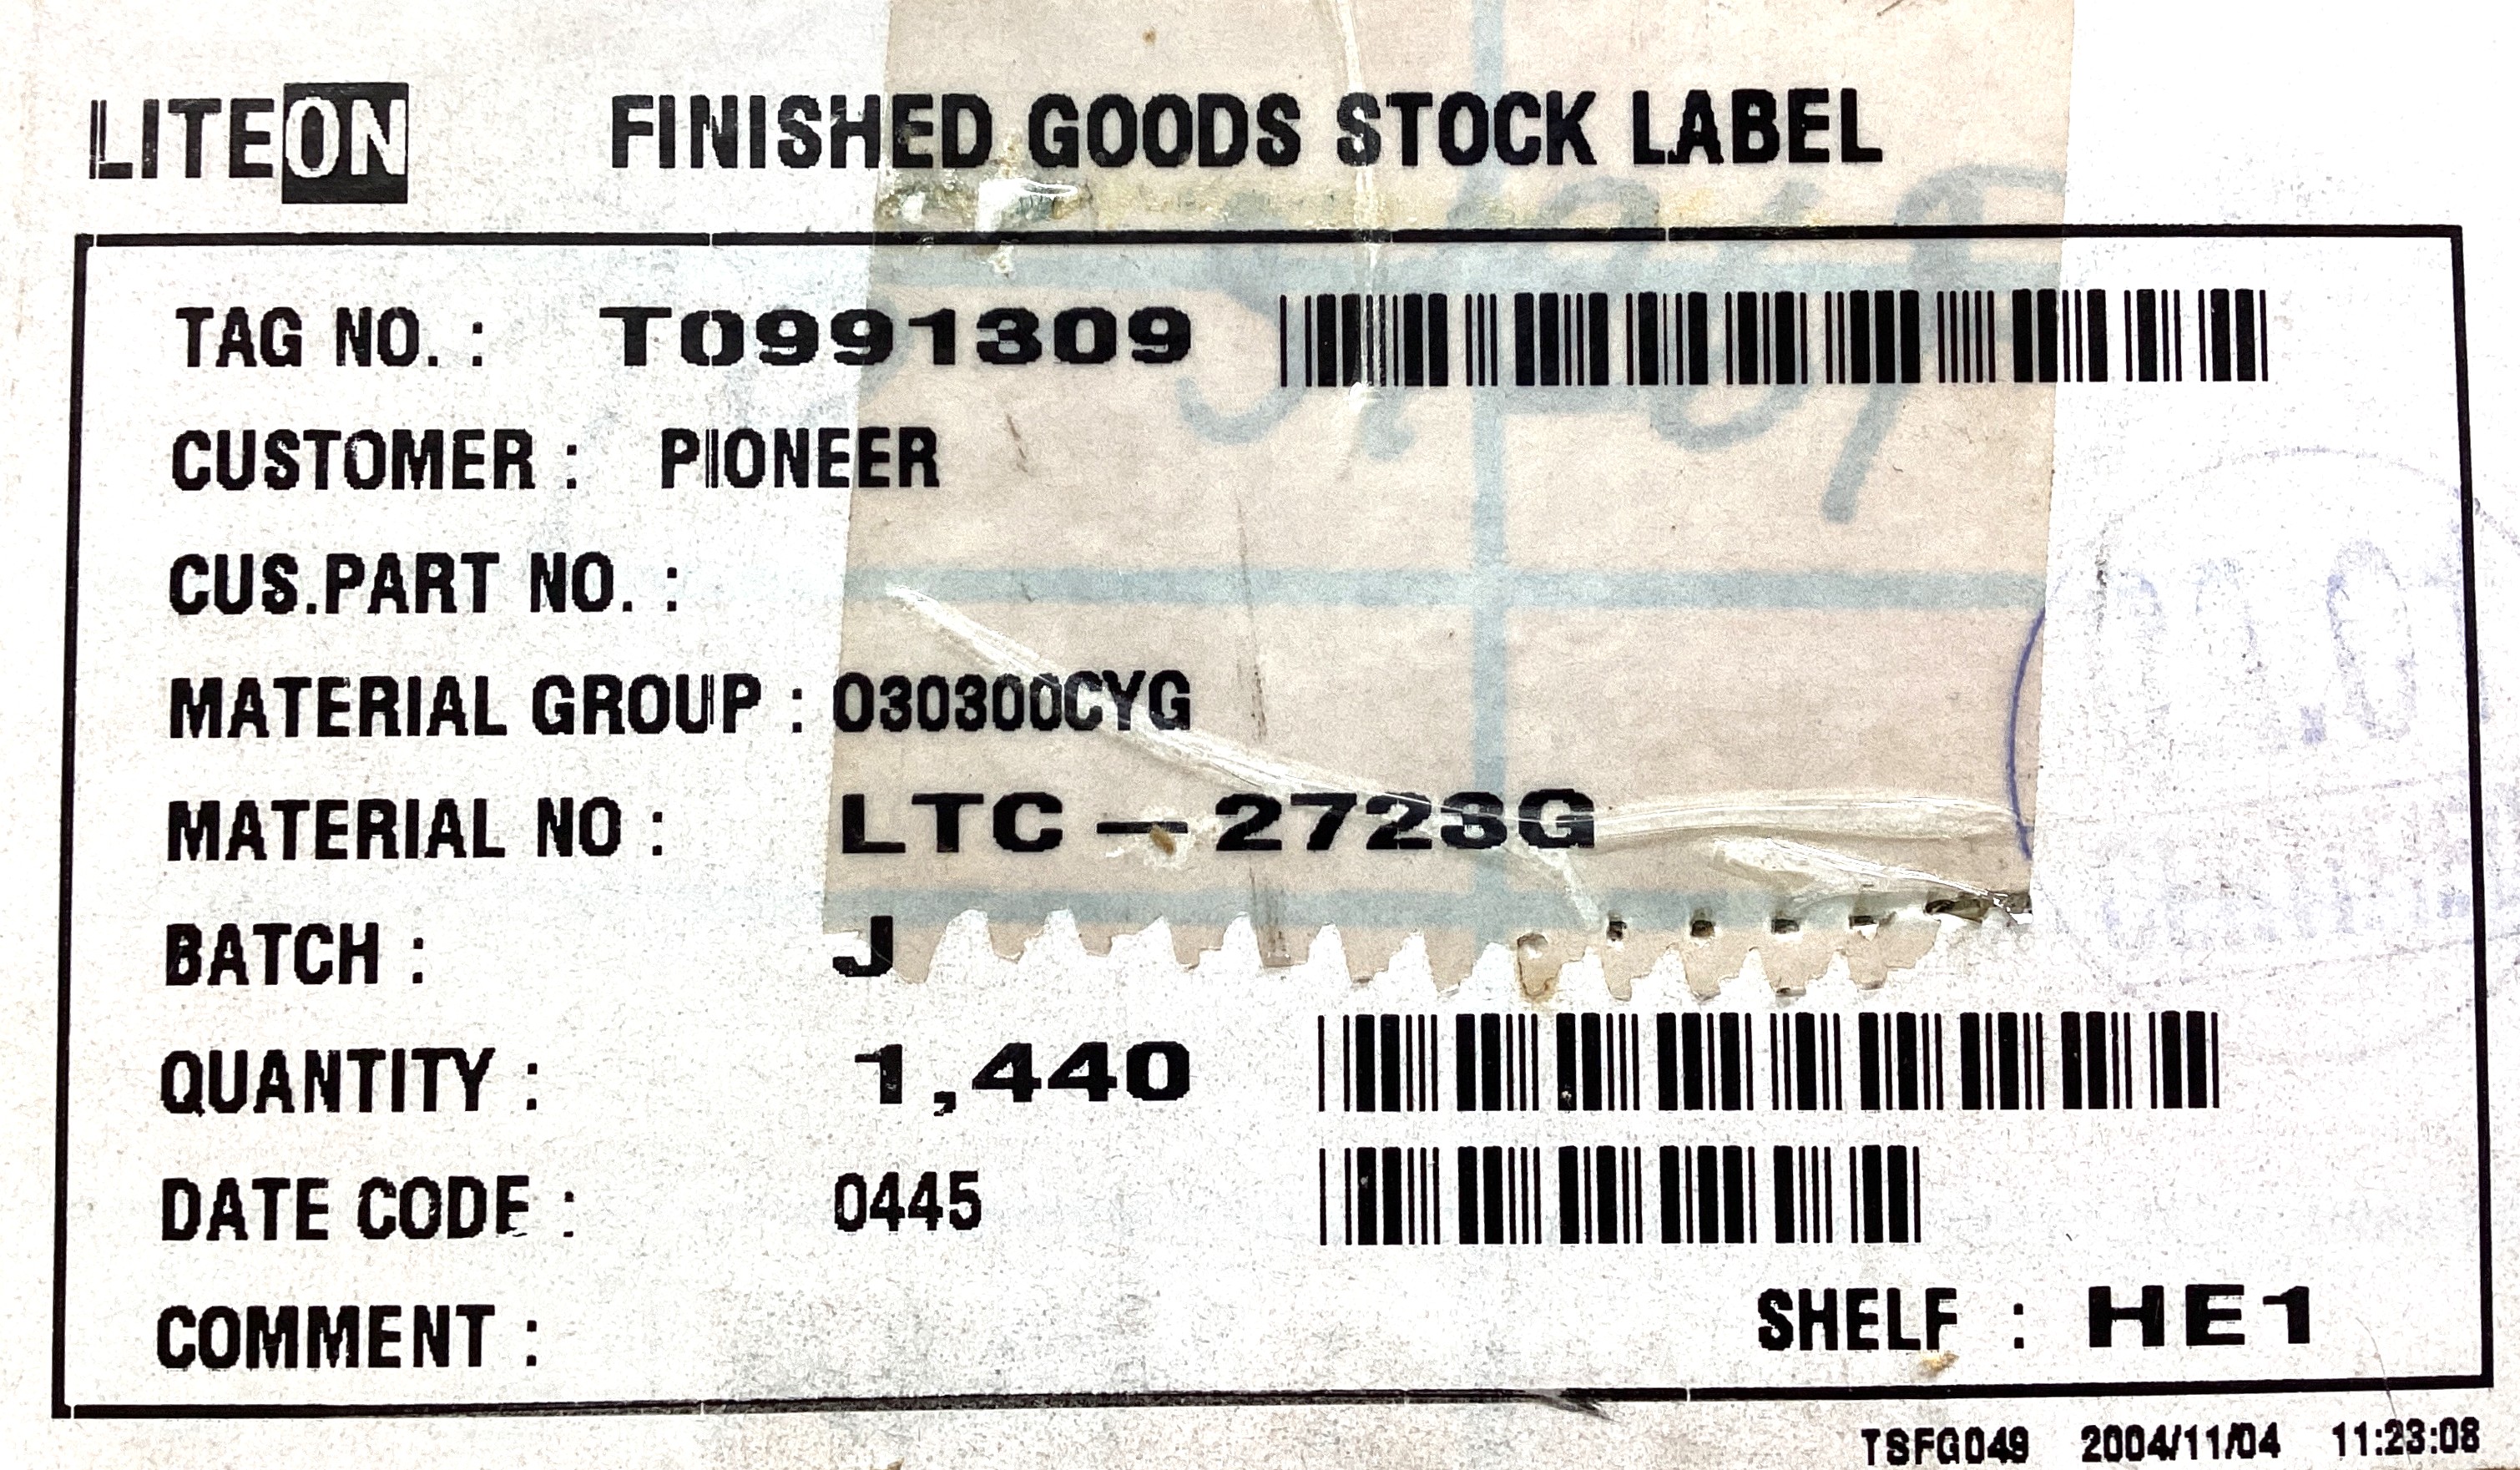 LITEON FINISHED GOODS STOCK LABEL
TAG NO. : T0991309
CUSTOMER : PIONEER
CUS.PART NO. :
MATERIAL GROUP : 030300CYG
MATERIAL NO : LTC-2723G
BATCH : J
QUANTITY : 1,440
DATE CODE : 0445
COMMENT :
SHELF : HE1
TSFG049 2004/11/04 11:23:08